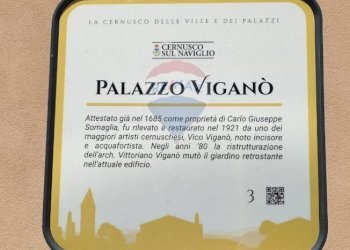 LA CERNUSCO DELLE VILLE E DEI PALAZZI
CERNUSCO
SUL NAVIGLIO
PALAZZO VIGANÒ
Attestato già nel 1685 come proprietà di Carlo Giuseppe
Somaglia, fu rilevato e restaurato nel 1921 da uno dei
maggiori artisti cernuschesi, Vico Viganò, noto incisore
e acquafortista. Negli anni '80 la ristrutturazione
dell'arch. Vittoriano Viganò mutò il giardino retrostante
nell'attuale edificio.
3